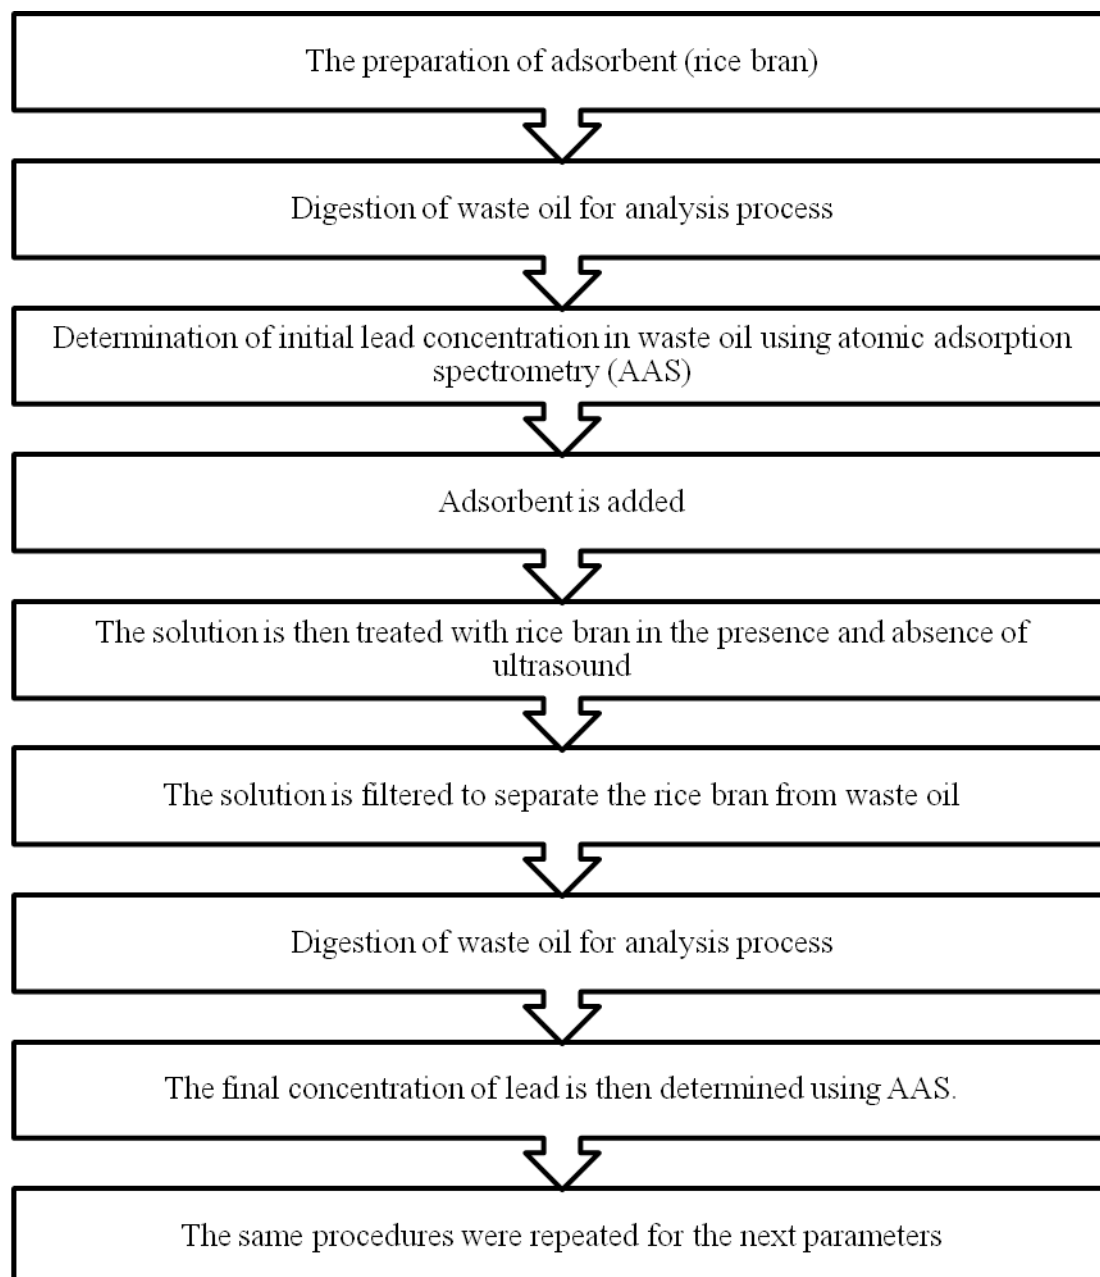 The preparation of adsorbent (rice bran)
Digestion of waste oil for analysis process
Determination of initial lead concentration in waste oil using atomic adsorption
spectrometry (AAS)
Adsorbent is added
The solution is then treated with rice bran in the presence and absence of
ultrasound
The solution is filtered to separate the rice bran from waste oil
Digestion of waste oil for analysis process
The final concentration of lead is then determined using AAS.
The same procedures were repeated for the next parameters